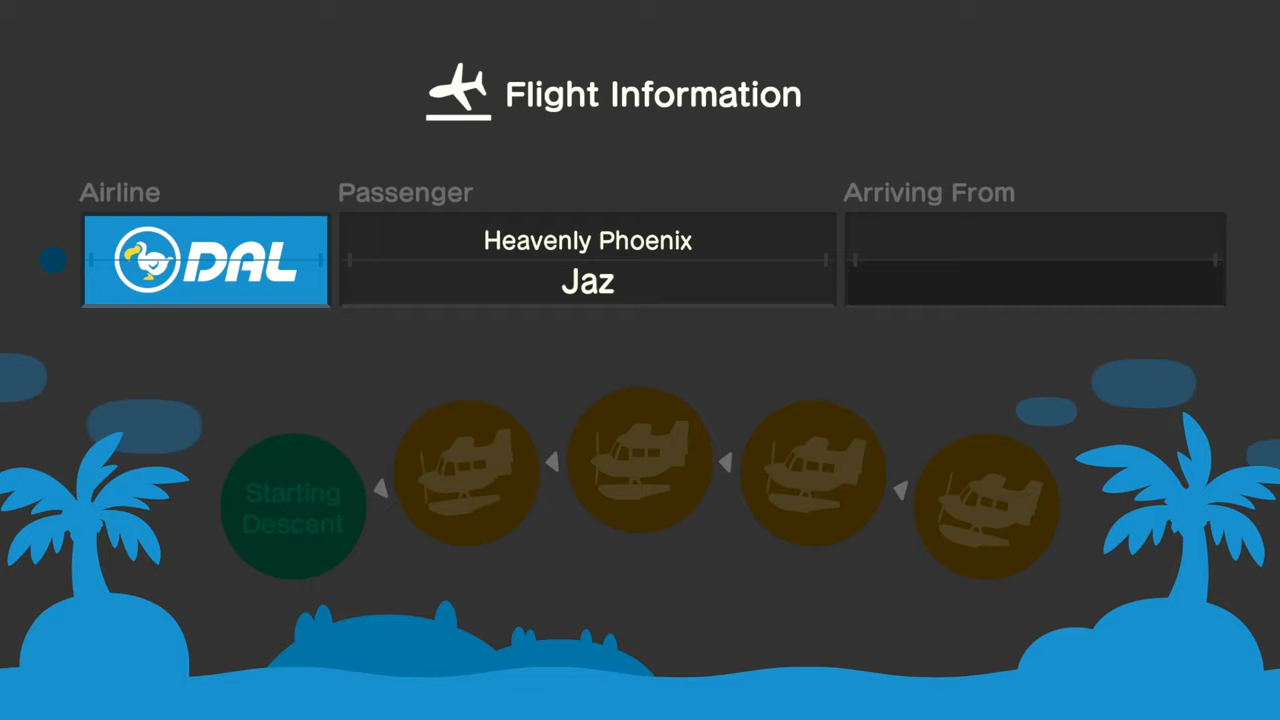 Flight Information
Airline
Passenger
Arriving From
DAL
Heavenly Phoenix
Jaz
Starting
Descent